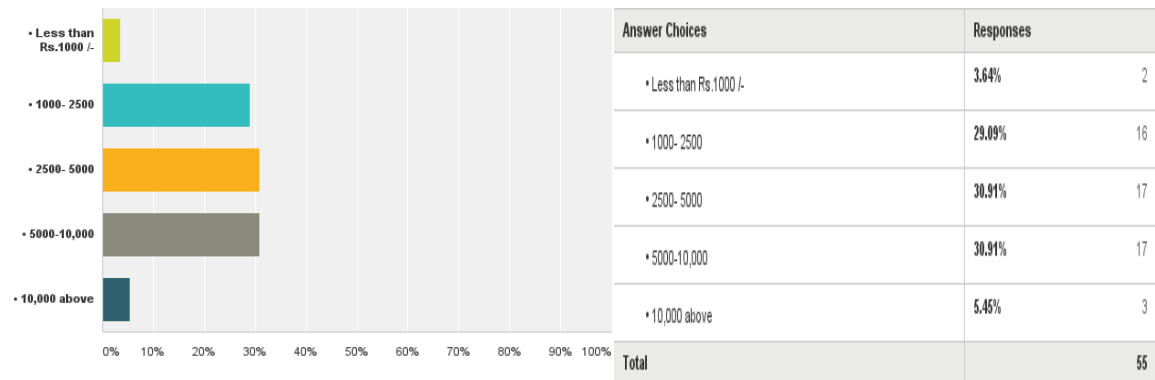 • Less than
Rs.1000 /-
• 1000- 2500
• 2500- 5000
• 5000-10,000
• 10,000 above
0% 10% 20% 30% 40% 50% 60% 70% 80% 90% 100%
Answer Choices Responses
• Less than Rs.1000 /- 3.64% 2
• 1000- 2500 29.09% 16
• 2500- 5000 30.91% 17
• 5000-10,000 30.91% 17
• 10,000 above 5.45% 3
Total 55